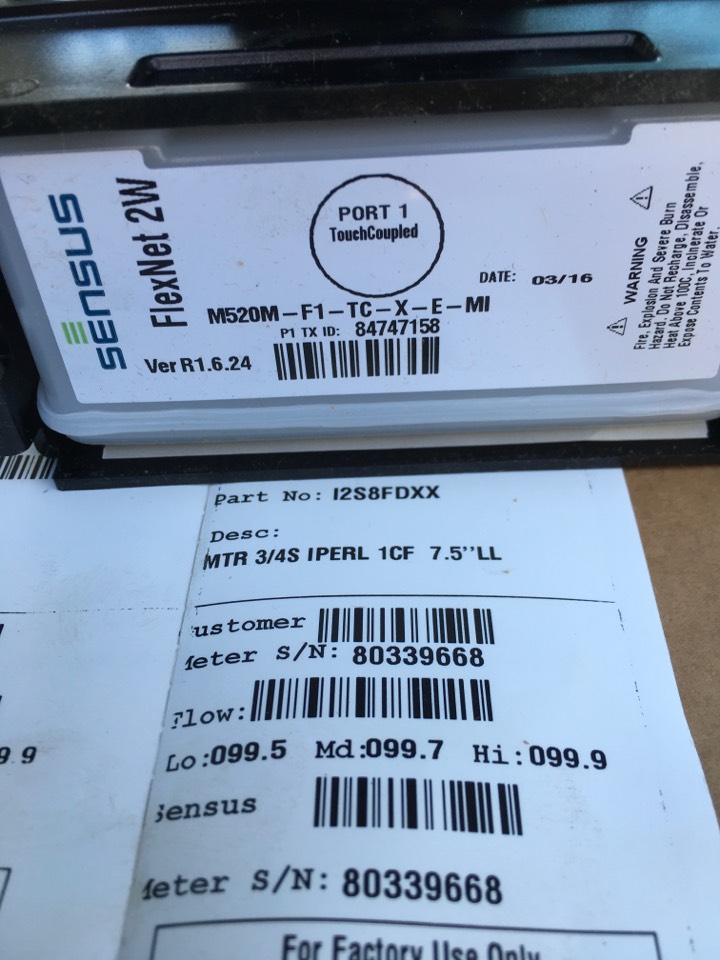 SENSUS
FlexNet 2W
PORT 1
TouchCoupled
DATE: 03/16
M520M-F1-TC-X-E-MI
P1 TX ID: 84747158
Ver R1.6.24
WARNING
Fire, Explosion And Severe Burn
Hazard. Do Not Recharge, Disassemble,
Heat Above 100C, Incinerate Or
Expose Contents To Water.
Part No: I2S8FDXX
Desc:
MTR 3/4S IPERL 1CF 7.5''LL
ustomer
eter S/N: 80339668
Flow:
Lo:099.5 Md:099.7 Hi:099.9
9.9
Sensus
eter S/N: 80339668
For Factory Use Only